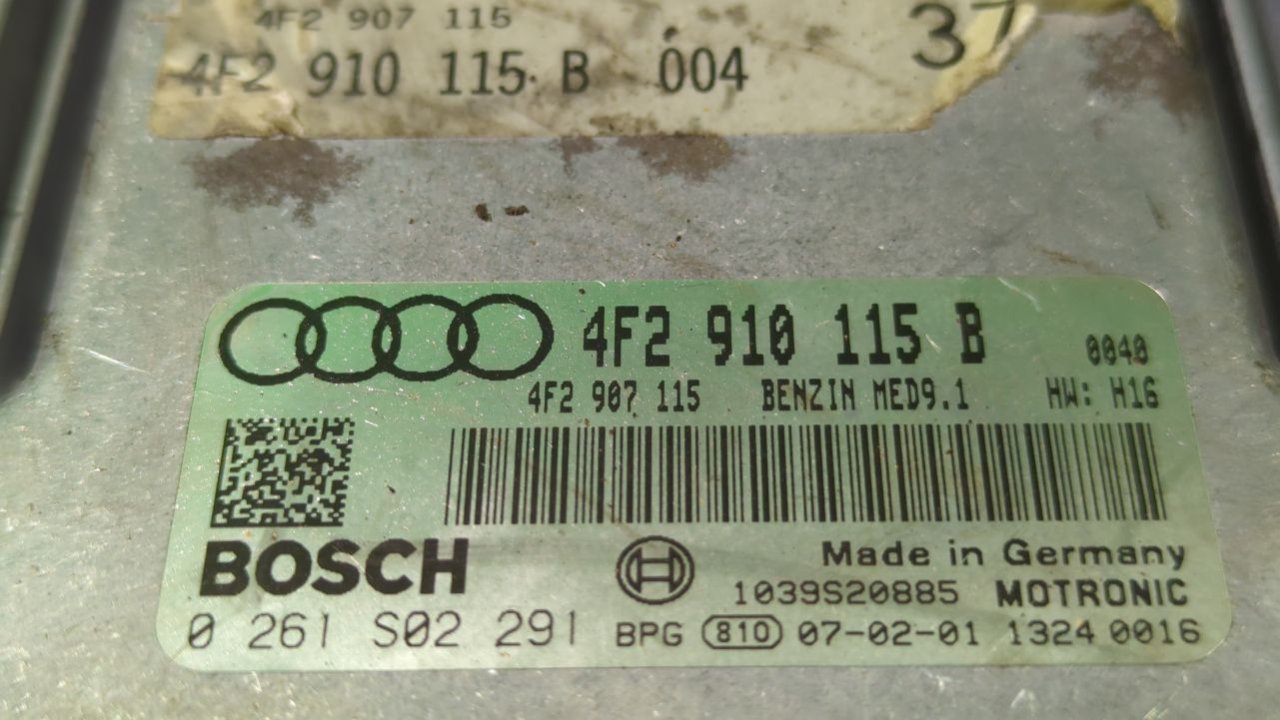 4F2 907 115
4F2 910 115 B 004
37
4F2 910 115 B 0040
4F2 907 115 BENZIN MED9.1 HW: H16
BOSCH
Made in Germany
1039S20885 MOTRONIC
0 261 S02 291 BPG 810 07-02-01 1324 0016